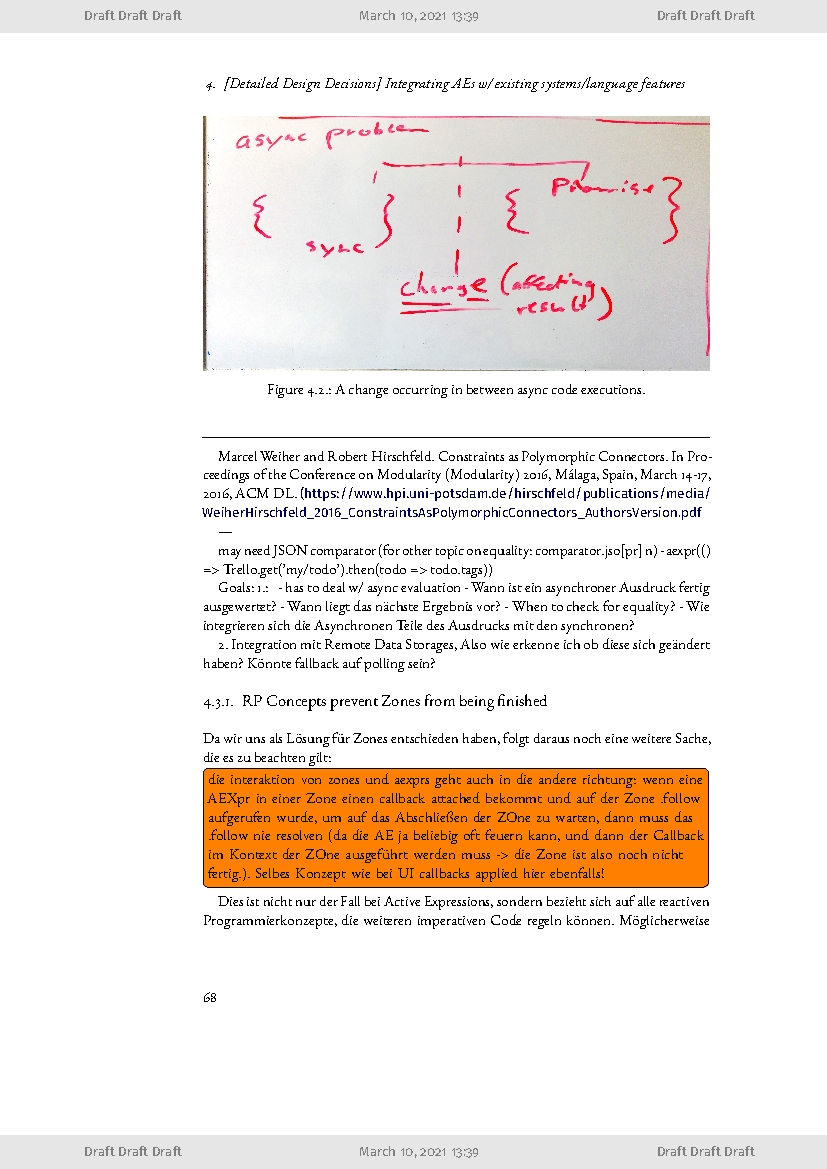 Draft Draft Draft March 10, 2021 13:39 Draft Draft Draft
4. [Detailed Design Decisions] Integrating AEs w/ existing systems/language features
async problem
Promise
{ } { }
sync
change (affecting
result)
Figure 4.2.: A change occurring in between async code executions.
Marcel Weiher and Robert Hirschfeld. Constraints as Polymorphic Connectors. In Pro-
ceedings of the Conference on Modularity (Modularity) 2016, Málaga, Spain, March 14-17,
2016, ACM DL. (https://www.hpi.uni-potsdam.de/hirschfeld/publications/media/
WeiherHirschfeld_2016_ConstraintsAsPolymorphicConnectors_AuthorsVersion.pdf
—
may need JSON comparator (for other topic on equality: comparator.jso[pr] n) - aexpr(()
=> Trello.get('my/todo').then(todo => todo.tags))
Goals: 1.: - has to deal w/ async evaluation - Wann ist ein asynchroner Ausdruck fertig
ausgewertet? - Wann liegt das nächste Ergebnis vor? - When to check for equality? - Wie
integrieren sich die Asynchronen Teile des Ausdrucks mit den synchronen?
2. Integration mit Remote Data Storages, Also wie erkenne ich ob diese sich geändert
haben? Könnte fallback auf polling sein?
4.3.1. RP Concepts prevent Zones from being finished
Da wir uns als Lösung für Zones entschieden haben, folgt daraus noch eine weitere Sache,
die es zu beachten gilt:
die interaktion von zones und aexprs geht auch in die andere richtung: wenn eine
AEXpr in einer Zone einen callback attached bekommt und auf der Zone .follow
aufgerufen wurde, um auf das Abschließen der ZOne zu warten, dann muss das
.follow nie resolven (da die AE ja beliebig oft feuern kann, und dann der Callback
im Kontext der ZOne ausgeführt werden muss -> die Zone ist also noch nicht
fertig.). Selbes Konzept wie bei UI callbacks applied hier ebenfalls!
Dies ist nicht nur der Fall bei Active Expressions, sondern bezieht sich auf alle reactiven
Programmierkonzepte, die weiteren imperativen Code regeln können. Möglicherweise
68
Draft Draft Draft March 10, 2021 13:39 Draft Draft Draft